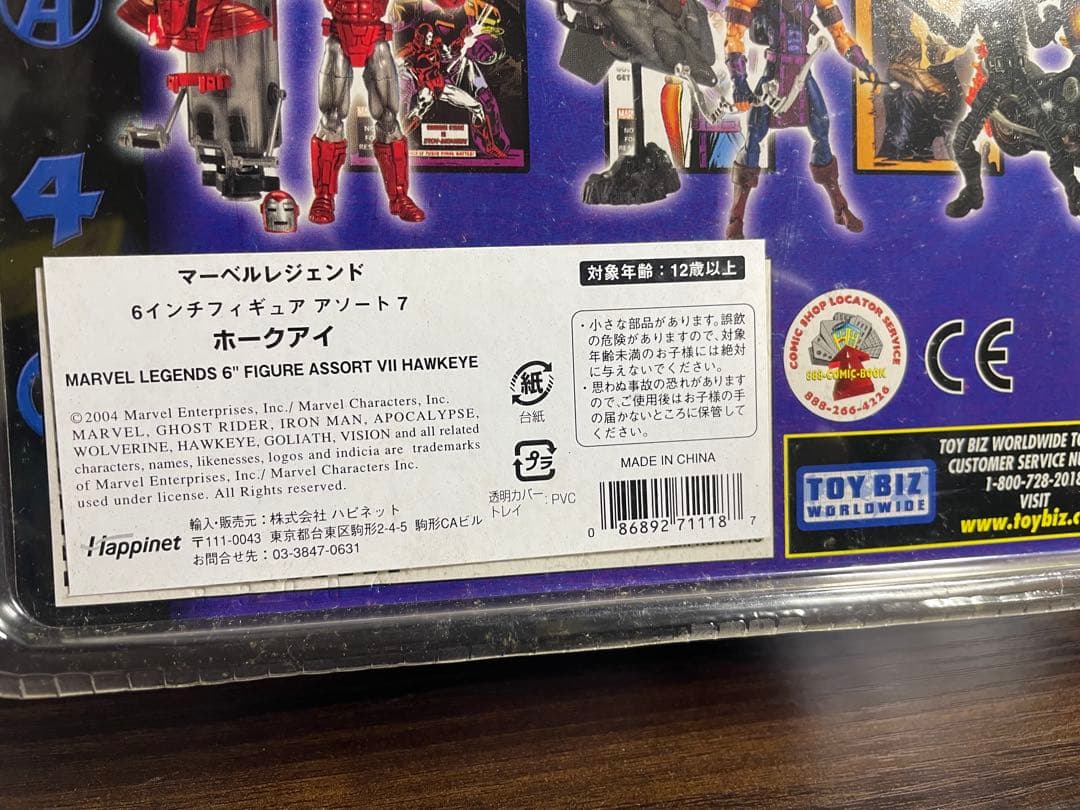 A
4
マーベルレジェンド
6インチフィギュア アソート 7
ホークアイ
MARVEL LEGENDS 6" FIGURE ASSORT VII HAWKEYE
©2004 Marvel Enterprises, Inc./ Marvel Characters, Inc.
MARVEL, GHOST RIDER, IRON MAN, APOCALYPSE,
WOLVERINE, HAWKEYE, GOLIATH, VISION and all related
characters, names, likenesses, logos and indicia are trademarks
of Marvel Enterprises, Inc./ Marvel Characters Inc.
used under license. All Rights reserved.
Happinet
輸入・販売元：株式会社 ハピネット
〒111-0043 東京都台東区駒形2-4-5 駒形CAビル
お問合せ先：03-3847-0631
対象年齢：12歳以上
・小さな部品があります。誤飲
の危険がありますので、対象
年齢未満のお子様には絶対
に与えないでください。
・思わぬ事故の恐れがあります
ので、ご使用後はお子様の手
の届かないところに保管して
ください。
紙
台紙
プラ
透明カバー・
トレイ
：PVC
MADE IN CHINA
0 86892 71118 7
COMIC SHOP LOCATOR SERVICE
888-COMIC-BOOK
888-266-4226
CE
TOY BIZ
WORLDWIDE
TOY BIZ WORLDWIDE
CUSTOMER SERVICE
1-800-728-2018
VISIT
www.toybiz.c